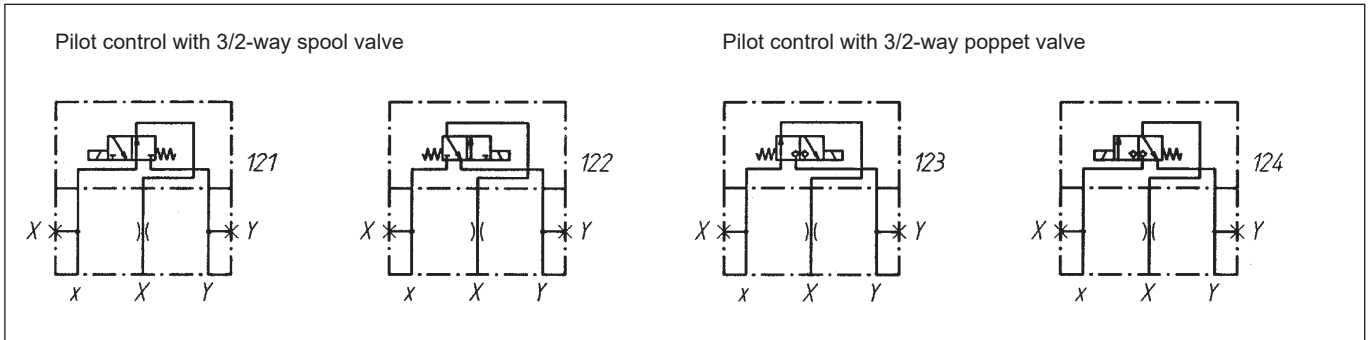 Pilot control with 3/2-way spool valve
Pilot control with 3/2-way poppet valve
121
122
123
124
X Y
X Y
X Y
X Y
x X Y
x X Y
x X Y
x X Y